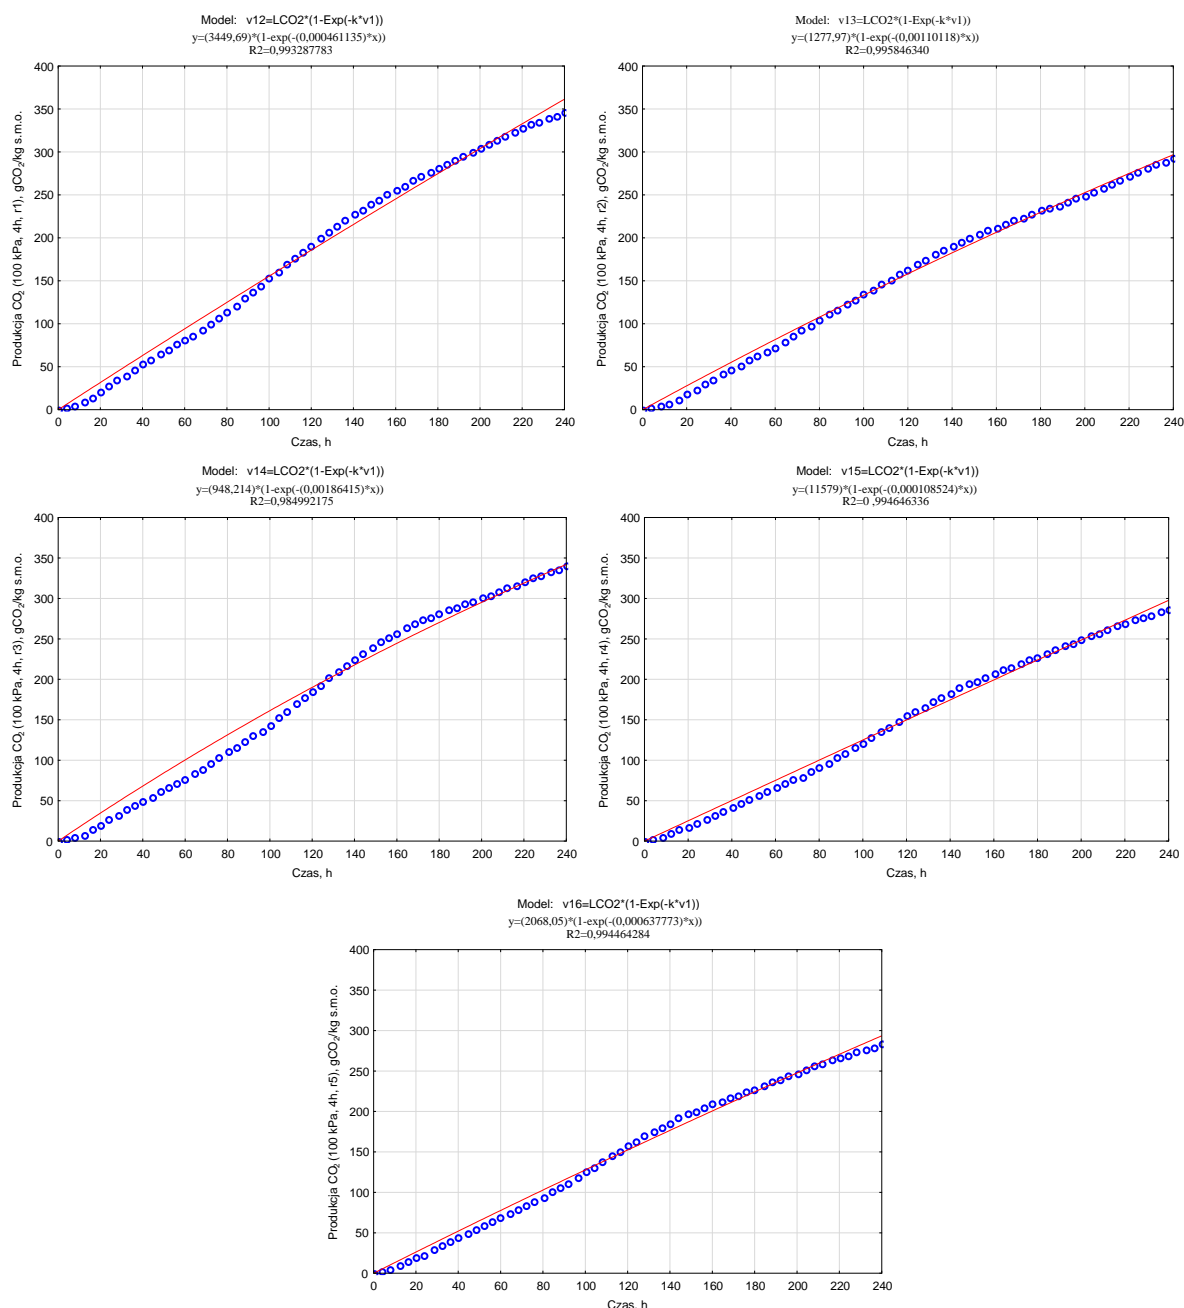 Model: v12=LCO2*(1-Exp(-k*v1))
y=(3449,69)*(1-exp(-(0,000461135)*x))
R2=0,993287783
400
350
300
250
200
150
100
50
0
Produkcja CO₂ (100 kPa, 4h, r1), gCO₂/kg s.m.o.
0 20 40 60 80 100 120 140 160 180 200 220 240
Czas, h
Model: v13=LCO2*(1-Exp(-k*v1))
y=(1277,97)*(1-exp(-(0,00110118)*x))
R2=0,995846340
400
350
300
250
200
150
100
50
0
Produkcja CO₂ (100 kPa, 4h, r2), gCO₂/kg s.m.o.
0 20 40 60 80 100 120 140 160 180 200 220 240
Czas, h
Model: v14=LCO2*(1-Exp(-k*v1))
y=(948,214)*(1-exp(-(0,00186415)*x))
R2=0,984992175
400
350
300
250
200
150
100
50
0
Produkcja CO₂ (100 kPa, 4h, r3), gCO₂/kg s.m.o.
0 20 40 60 80 100 120 140 160 180 200 220 240
Czas, h
Model: v15=LCO2*(1-Exp(-k*v1))
y=(11579)*(1-exp(-(0,000108524)*x))
R2=0 ,994646336
400
350
300
250
200
150
100
50
0
Produkcja CO₂ (100 kPa, 4h, r4), gCO₂/kg s.m.o.
0 20 40 60 80 100 120 140 160 180 200 220 240
Czas, h
Model: v16=LCO2*(1-Exp(-k*v1))
y=(2068,05)*(1-exp(-(0,000637773)*x))
R2=0,994464284
400
350
300
250
200
150
100
50
0
Produkcja CO₂ (100 kPa, 4h, r5), gCO₂/kg s.m.o.
0 20 40 60 80 100 120 140 160 180 200 220 240
Czas, h